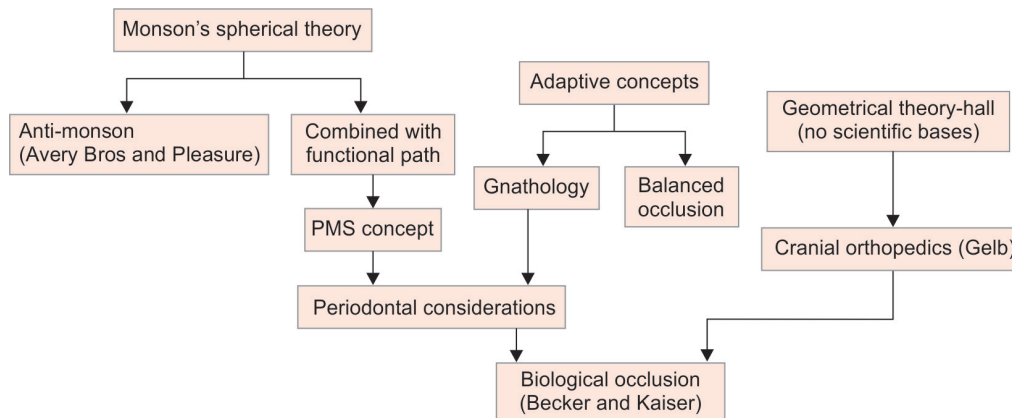 Monson's spherical theory
Adaptive concepts
Geometrical theory-hall
(no scientific bases)
Anti-monson
(Avery Bros and Pleasure)
Combined with
functional path
Gnathology
Balanced
occlusion
PMS concept
Cranial orthopedics (Gelb)
Periodontal considerations
Biological occlusion
(Becker and Kaiser)